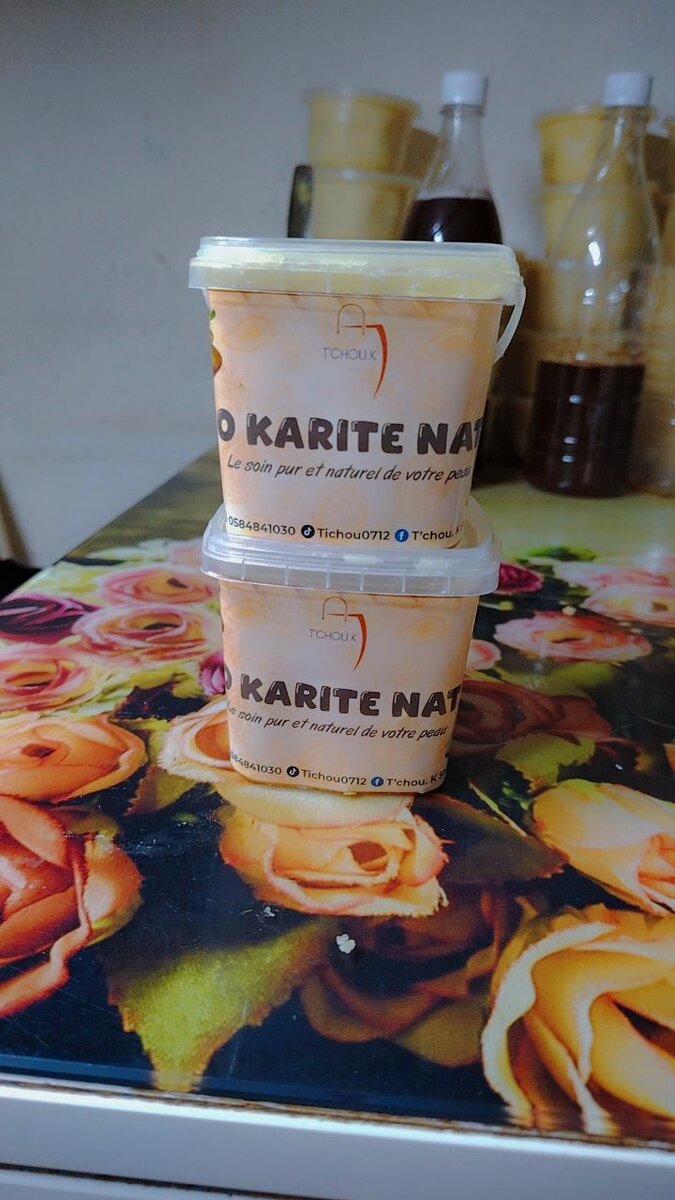 T'CHOU.K
O KARITE NAT
Le soin pur et naturel de votre peau
0584841030 Tichou0712 T'chou. K
T'CHOU.K
KARITE NAT
Le soin pur et naturel de votre peau
584841030 Tichou0712 T'chou. K